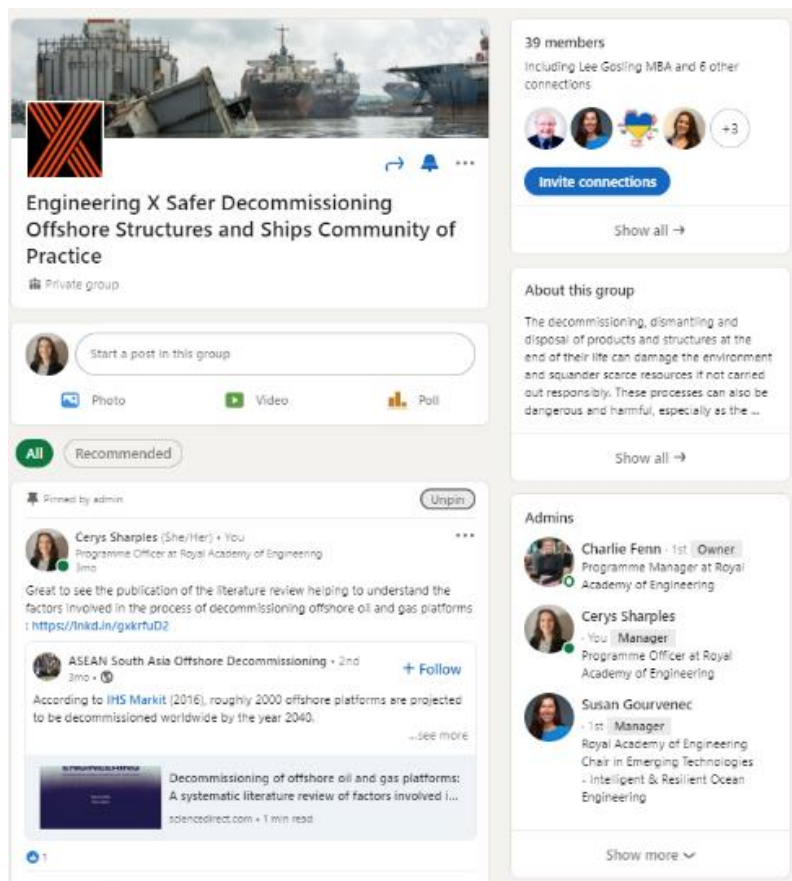 Engineering X Safer Decommissioning
Offshore Structures and Ships Community of
Practice
Private group
Start a post in this group
Photo
Video
Poll
All
Recommended
Pinned by admin
Unpin
Cerys Sharples (She/Her) • You
Programme Officer at Royal Academy of Engineering
3mo
Great to see the publication of the literature review helping to understand the
factors involved in the process of decommissioning offshore oil and gas platforms
: https://lnkd.in/gxkrfuD2
ASEAN South Asia Offshore Decommissioning • 2nd
3mo •
+ Follow
According to IHS Markit (2016), roughly 2000 offshore platforms are projected
to be decommissioned worldwide by the year 2040.
...see more
ENGINEERING
Decommissioning of offshore oil and gas platforms:
A systematic literature review of factors involved i...
sciencedirect.com • 1 min read
1
39 members
Including Lee Gosling MBA and 6 other
connections
+3
Invite connections
Show all →
About this group
The decommissioning, dismantling and
disposal of products and structures at the
end of their life can damage the environment
and squander scarce resources if not carried
out responsibly. These processes can also be
dangerous and harmful, especially as the ...
Show all →
Admins
Charlie Fenn · 1st Owner
Programme Manager at Royal
Academy of Engineering
Cerys Sharples
· You Manager
Programme Officer at Royal
Academy of Engineering
Susan Gourvenec
· 1st Manager
Royal Academy of Engineering
Chair in Emerging Technologies
- Intelligent & Resilient Ocean
Engineering
Show more